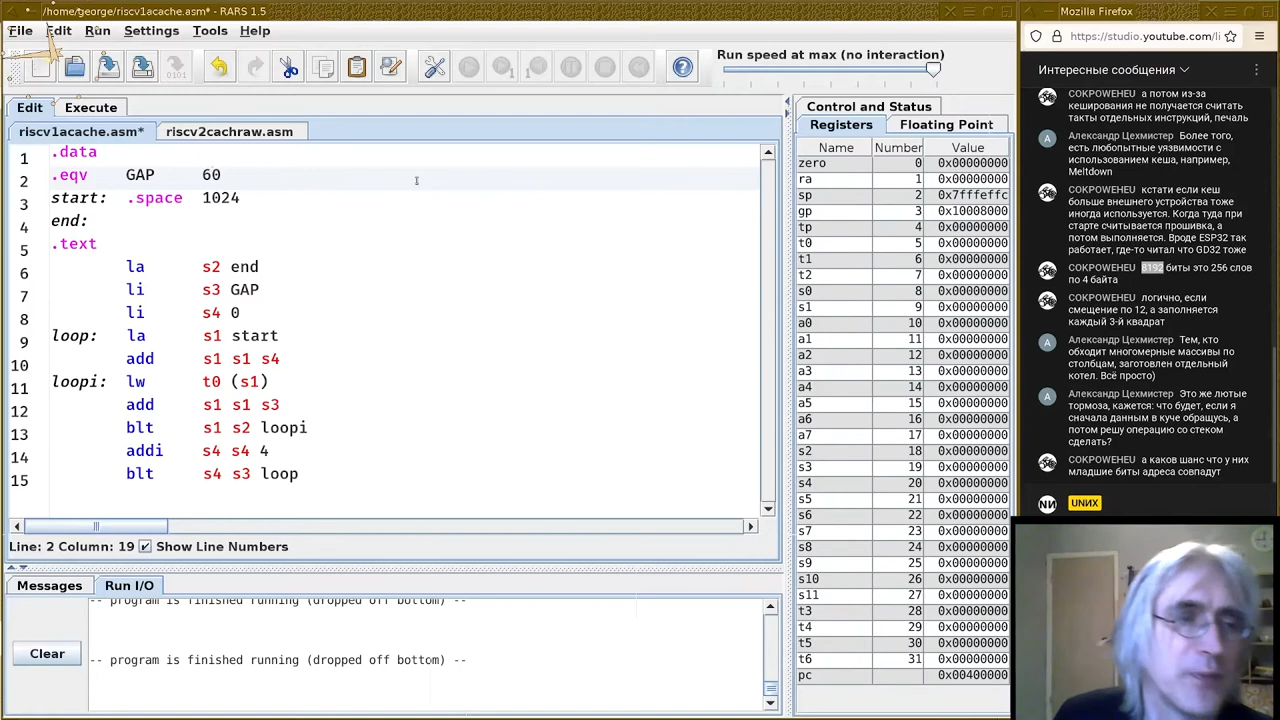 /home/george/riscv1acache.asm* - RARS 1.5
File Edit Run Settings Tools Help
Run speed at max (no interaction)
Edit Execute
riscv1acache.asm* riscv2cachraw.asm
1 .data
2 .eqv GAP 60
3 start: .space 1024
4 end:
5 .text
6 la s2 end
7 li s3 GAP
8 li s4 0
9 loop: la s1 start
10 add s1 s1 s4
11 loopi: lw t0 (s1)
12 add s1 s1 s3
13 blt s1 s2 loopi
14 addi s4 s4 4
15 blt s4 s3 loop
Line: 2 Column: 19 Show Line Numbers
Messages Run I/O
-- program is finished running (dropped off bottom) --
Clear
-- program is finished running (dropped off bottom) --
Control and Status
Registers Floating Point
Name Number Value
zero 0 0x00000000
ra 1 0x00000000
sp 2 0x7fffeffc
gp 3 0x10008000
tp 4 0x00000000
t0 5 0x00000000
t1 6 0x00000000
t2 7 0x00000000
s0 8 0x00000000
s1 9 0x00000000
a0 10 0x00000000
a1 11 0x00000000
a2 12 0x00000000
a3 13 0x00000000
a4 14 0x00000000
a5 15 0x00000000
a6 16 0x00000000
a7 17 0x00000000
s2 18 0x00000000
s3 19 0x00000000
s4 20 0x00000000
s5 21 0x00000000
s6 22 0x00000000
s7 23 0x00000000
s8 24 0x00000000
s9 25 0x00000000
s10 26 0x00000000
s11 27 0x00000000
t3 28 0x00000000
t4 29 0x00000000
t5 30 0x00000000
t6 31 0x00000000
pc 0x00400000
Mozilla Firefox
https://studio.youtube.com/li
Интересные сообщения
COKPOWEHEU а потом из-за
кеширования не получается считать
такты отдельных инструкций, печаль
Александр Цехмистер Более того,
есть любопытные уязвимости с
использованием кеша, например,
Meltdown
COKPOWEHEU кстати если кеш
больше внешнего устройства тоже
иногда используется. Когда туда при
старте считывается прошивка, а
потом выполняется. Вроде ESP32 так
работает, где-то читал что GD32 тоже
COKPOWEHEU 8192 биты это 256 слов
по 4 байта
COKPOWEHEU логично, если
смещение по 12, а заполняется
каждый 3-й квадрат
Александр Цехмистер Тем, кто
обходит многомерные массивы по
столбцам, заготовлен отдельный
котел. Всё просто)
Александр Цехмистер Это же лютые
тормоза, кажется: что будет, если я
сначала данным в куче обращусь, а
потом решу операцию со стеком
сделать?
COKPOWEHEU а каков шанс что у них
младшие биты адреса совпадут
NИ UNИX